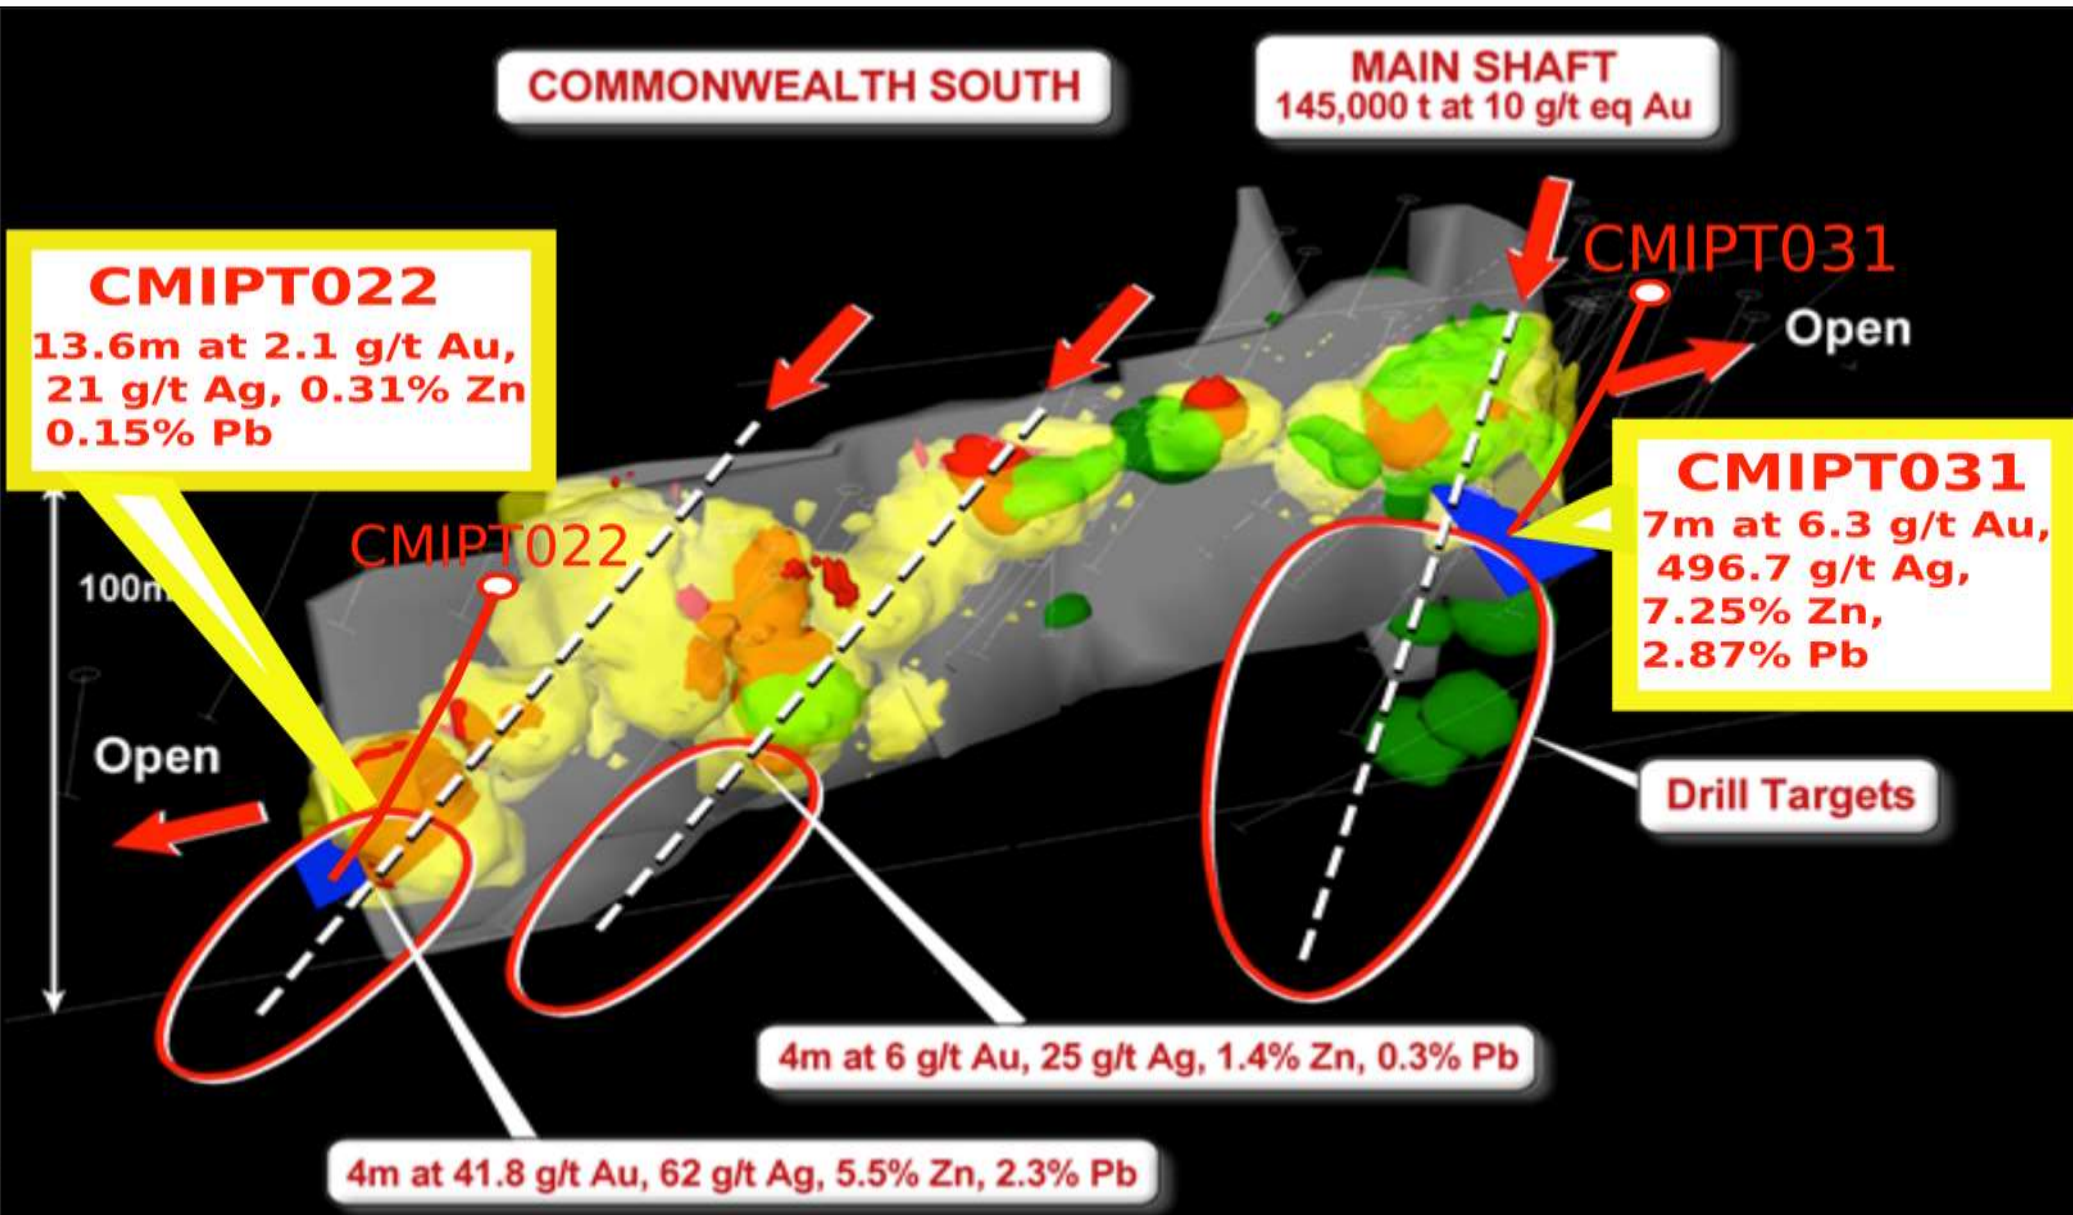 COMMONWEALTH SOUTH
MAIN SHAFT
145,000 t at 10 g/t eq Au
CMIPT031
Open
CMIPT022
13.6m at 2.1 g/t Au,
21 g/t Ag, 0.31% Zn
0.15% Pb
CMIPT031
7m at 6.3 g/t Au,
496.7 g/t Ag,
7.25% Zn,
2.87% Pb
CMIPT022
100m
Open
Drill Targets
4m at 6 g/t Au, 25 g/t Ag, 1.4% Zn, 0.3% Pb
4m at 41.8 g/t Au, 62 g/t Ag, 5.5% Zn, 2.3% Pb